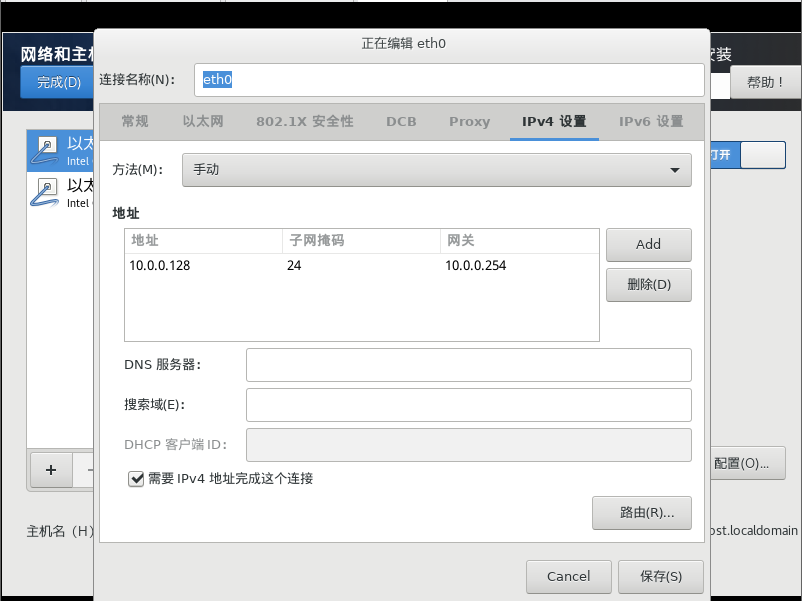 正在编辑 eth0
网络和主机
安装
完成(D)
帮助！
连接名称(N)：
eth0
常规
以太网
802.1X 安全性
DCB
Proxy
IPv4 设置
IPv6 设置
以太
Intel
打开
以太
Intel
方法(M)：
手动
地址
地址
子网掩码
网关
10.0.0.128
24
10.0.0.254
Add
删除(D)
DNS 服务器：
搜索域(E)：
DHCP 客户端 ID：
需要 IPv4 地址完成这个连接
+
−
配置(O)...
路由(R)...
主机名（H）
ost.localdomain
Cancel
保存(S)